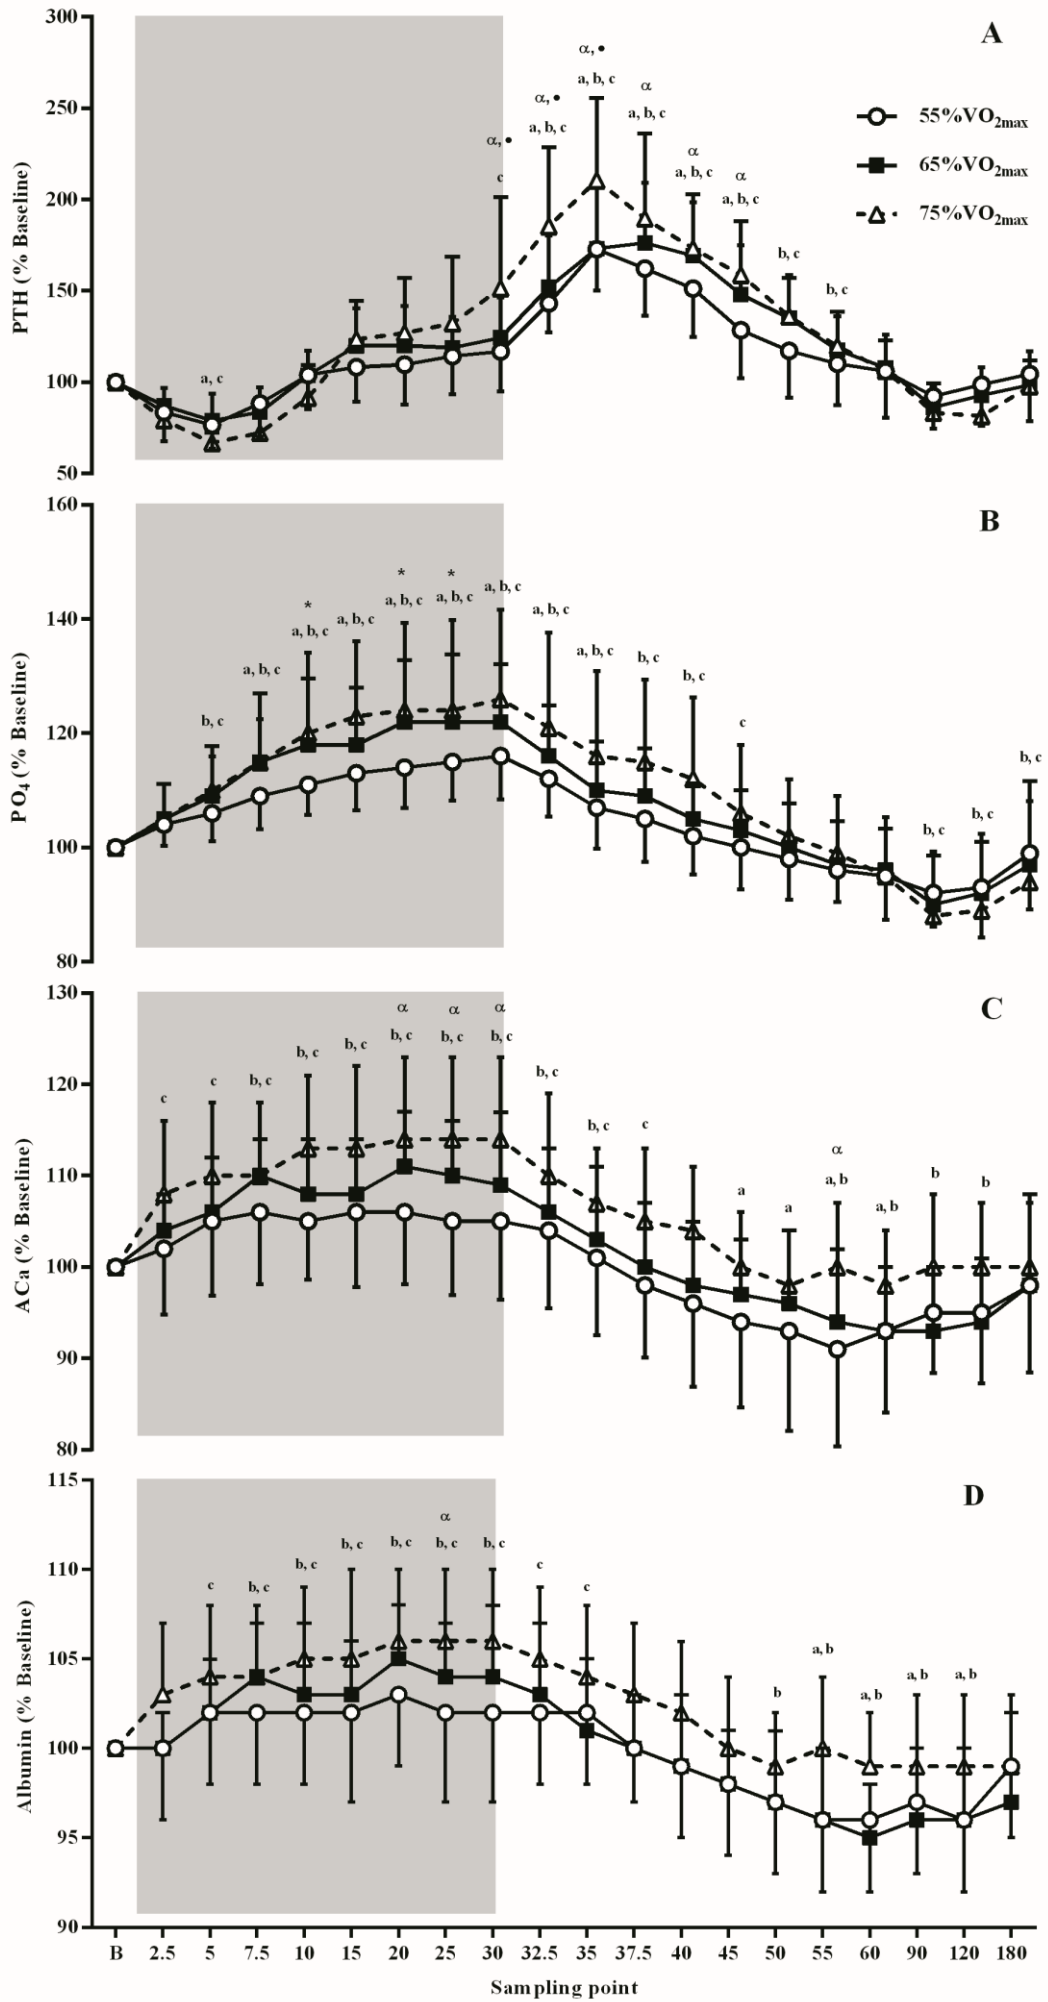 A
PTH (% Baseline)
300
250
200
150
100
50
55%VO2max
65%VO2max
75%VO2max
a, c
α, •
c
α, •
a, b, c
α, •
a, b, c
α
a, b, c
α
a, b, c
α
a, b, c
b, c
b, c
B
PO4 (% Baseline)
160
140
120
100
80
b, c
a, b, c
*
a, b, c
a, b, c
*
a, b, c
*
a, b, c
a, b, c
a, b, c
a, b, c
b, c
b, c
c
b, c
b, c
b, c
C
ACa (% Baseline)
130
120
110
100
90
80
c
c
b, c
b, c
b, c
α
b, c
α
b, c
α
b, c
b, c
b, c
c
a
a
α
a, b
a, b
b
b
D
Albumin (% Baseline)
115
110
105
100
95
90
c
b, c
b, c
b, c
b, c
α
b, c
b, c
c
c
b
a, b
a, b
a, b
a, b
B 2.5 5 7.5 10 15 20 25 30 32.5 35 37.5 40 45 50 55 60 90 120 180
Sampling point